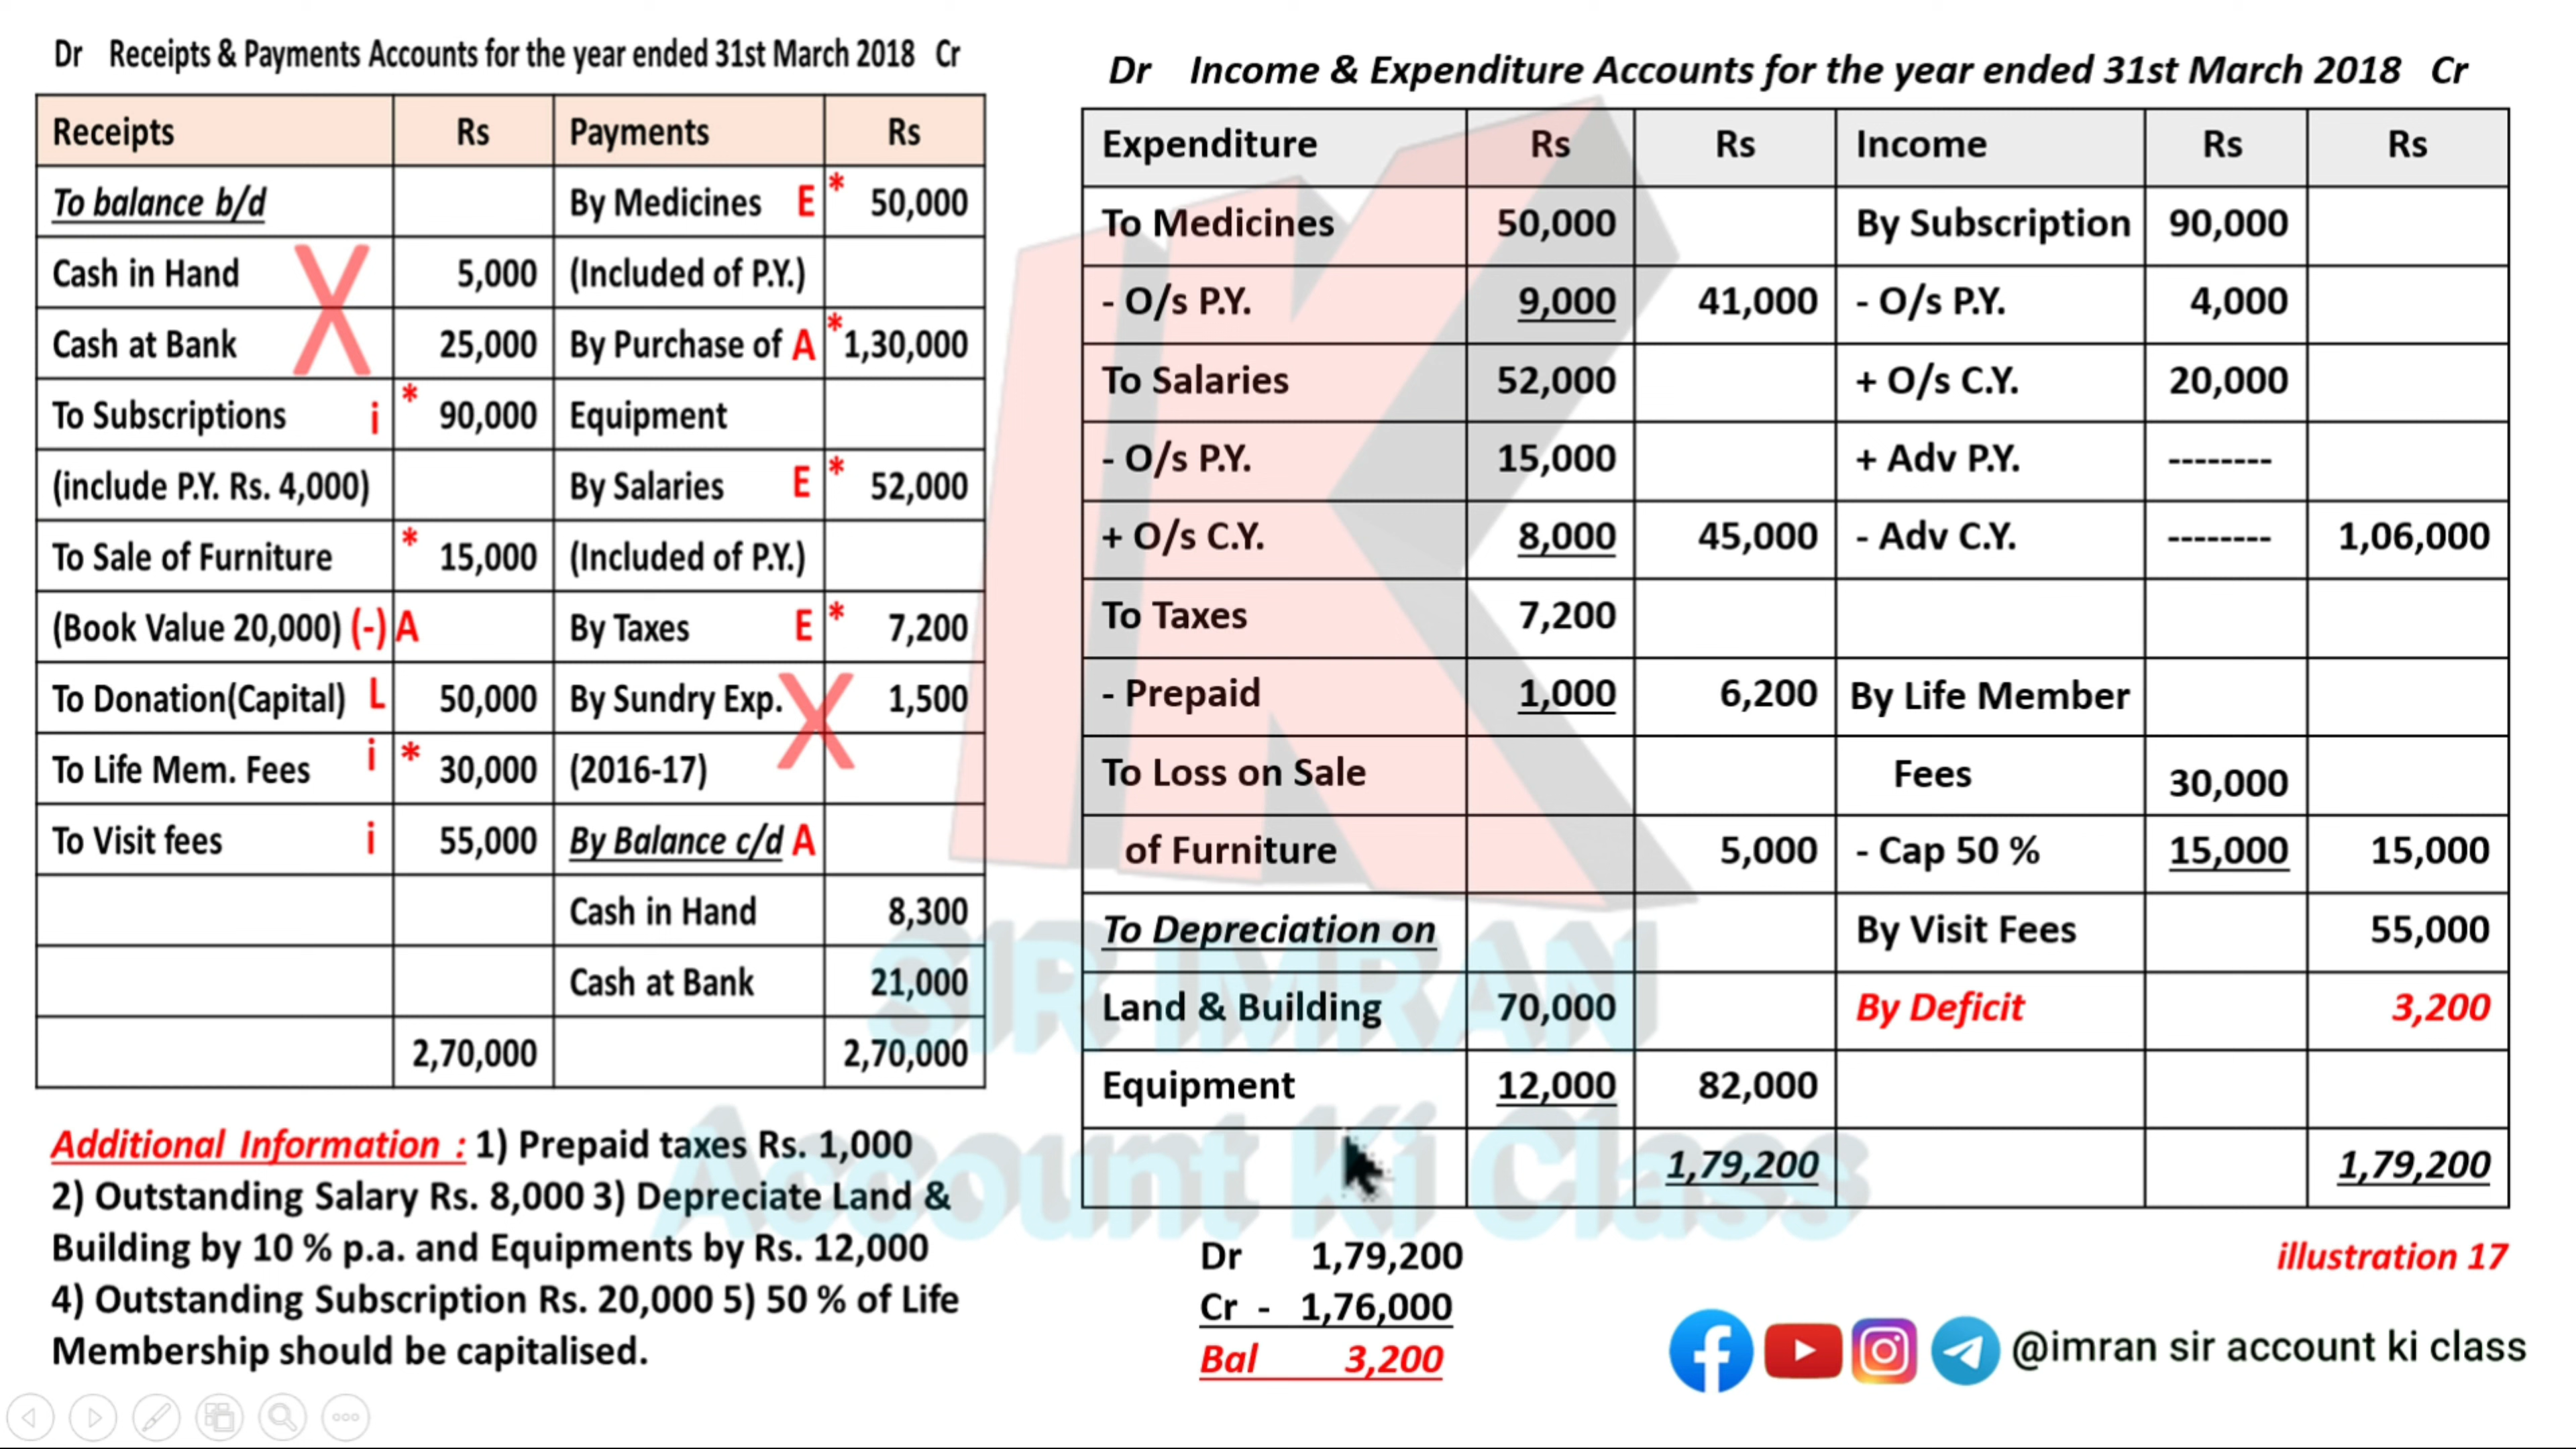 Dr Receipts & Payments Accounts for the year ended 31st March 2018 Cr
Receipts Rs Payments Rs
To balance b/d By Medicines E * 50,000
Cash in Hand 5,000 (Included of P.Y.)
Cash at Bank 25,000 By Purchase of A * 1,30,000
X
To Subscriptions i * 90,000 Equipment
(include P.Y. Rs. 4,000) By Salaries E * 52,000
To Sale of Furniture * 15,000 (Included of P.Y.)
(Book Value 20,000) (-) A By Taxes E * 7,200
To Donation(Capital) L 50,000 By Sundry Exp. X 1,500
To Life Mem. Fees i * 30,000 (2016-17)
To Visit fees i 55,000 By Balance c/d A
Cash in Hand 8,300
Cash at Bank 21,000
2,70,000 2,70,000
Additional Information : 1) Prepaid taxes Rs. 1,000
2) Outstanding Salary Rs. 8,000 3) Depreciate Land &
Building by 10 % p.a. and Equipments by Rs. 12,000
4) Outstanding Subscription Rs. 20,000 5) 50 % of Life
Membership should be capitalised.
Dr Income & Expenditure Accounts for the year ended 31st March 2018 Cr
Expenditure Rs Rs Income Rs Rs
To Medicines 50,000 By Subscription 90,000
- O/s P.Y. 9,000 41,000 - O/s P.Y. 4,000
To Salaries 52,000 + O/s C.Y. 20,000
- O/s P.Y. 15,000 + Adv P.Y. --------
+ O/s C.Y. 8,000 45,000 - Adv C.Y. -------- 1,06,000
To Taxes 7,200
- Prepaid 1,000 6,200 By Life Member
To Loss on Sale Fees 30,000
of Furniture 5,000 - Cap 50 % 15,000 15,000
To Depreciation on By Visit Fees 55,000
Land & Building 70,000 By Deficit 3,200
Equipment 12,000 82,000
1,79,200 1,79,200
Dr 1,79,200
Cr - 1,76,000
Bal 3,200
illustration 17
@imran sir account ki class
K
SIR IMRAN
Account Ki Class